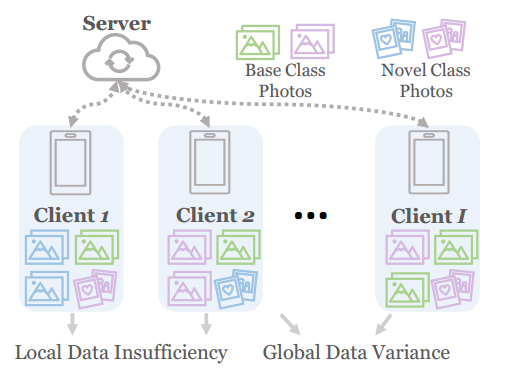 Server
Base Class
Photos
Novel Class
Photos
Client 1
Client 2
...
Client I
Local Data Insufficiency
Global Data Variance